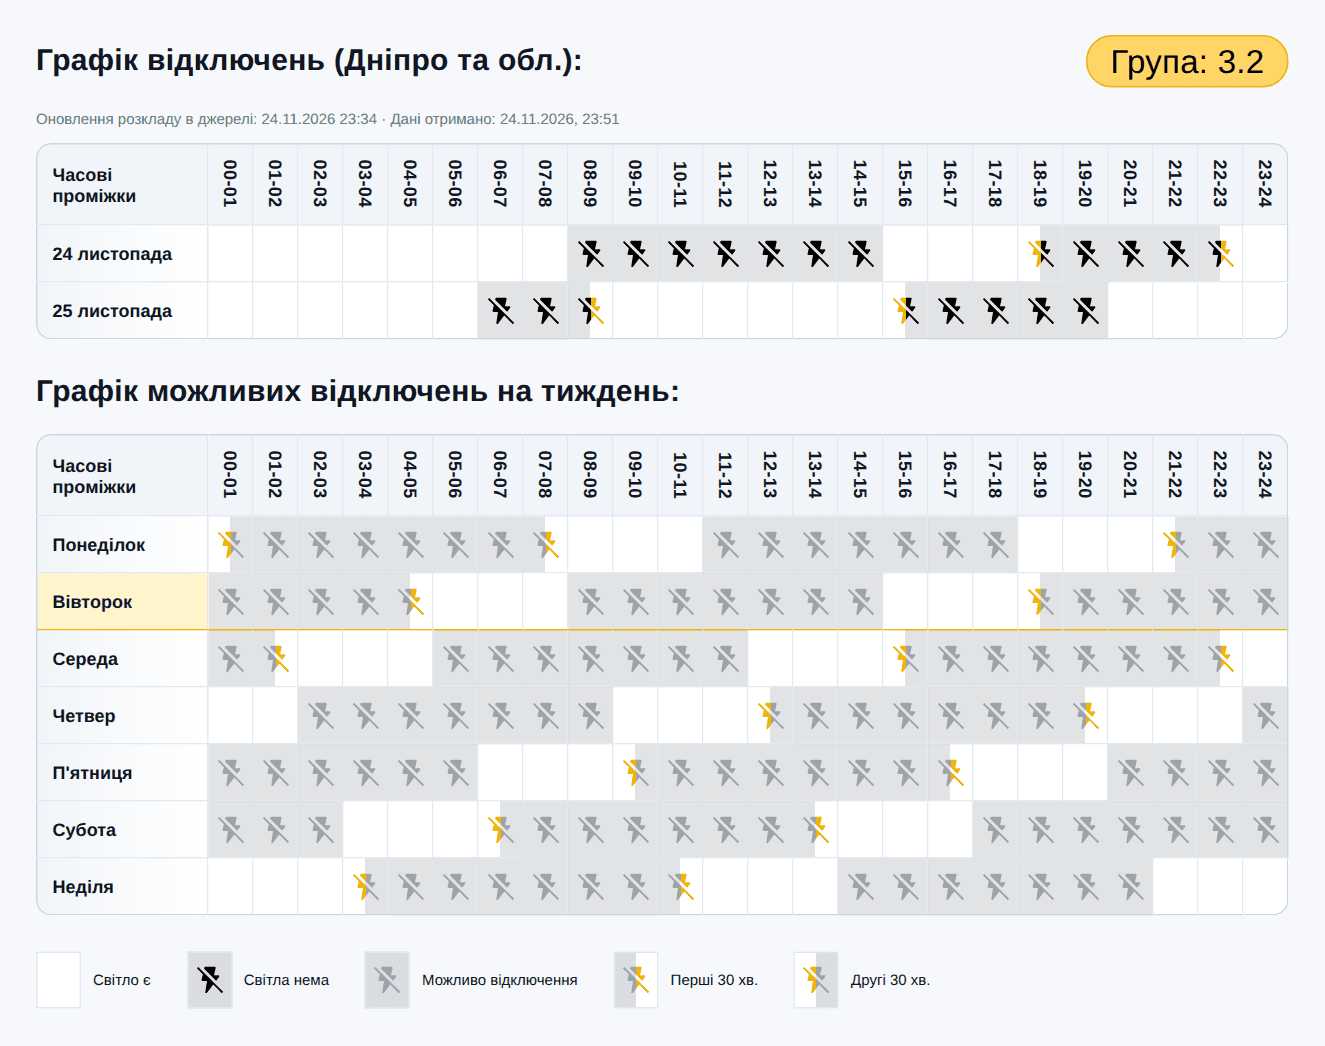 Графік відключень (Дніпро та обл.):
Група: 3.2
Оновлення розкладу в джерелі: 24.11.2026 23:34 · Дані отримано: 24.11.2026, 23:51
Часові проміжки 00-01 01-02 02-03 03-04 04-05 05-06 06-07 07-08 08-09 09-10 10-11 11-12 12-13 13-14 14-15 15-16 16-17 17-18 18-19 19-20 20-21 21-22 22-23 23-24
24 листопада
25 листопада
Графік можливих відключень на тиждень:
Часові проміжки 00-01 01-02 02-03 03-04 04-05 05-06 06-07 07-08 08-09 09-10 10-11 11-12 12-13 13-14 14-15 15-16 16-17 17-18 18-19 19-20 20-21 21-22 22-23 23-24
Понеділок
Вівторок
Середа
Четвер
П'ятниця
Субота
Неділя
Світло є Світла нема Можливо відключення Перші 30 хв. Другі 30 хв.